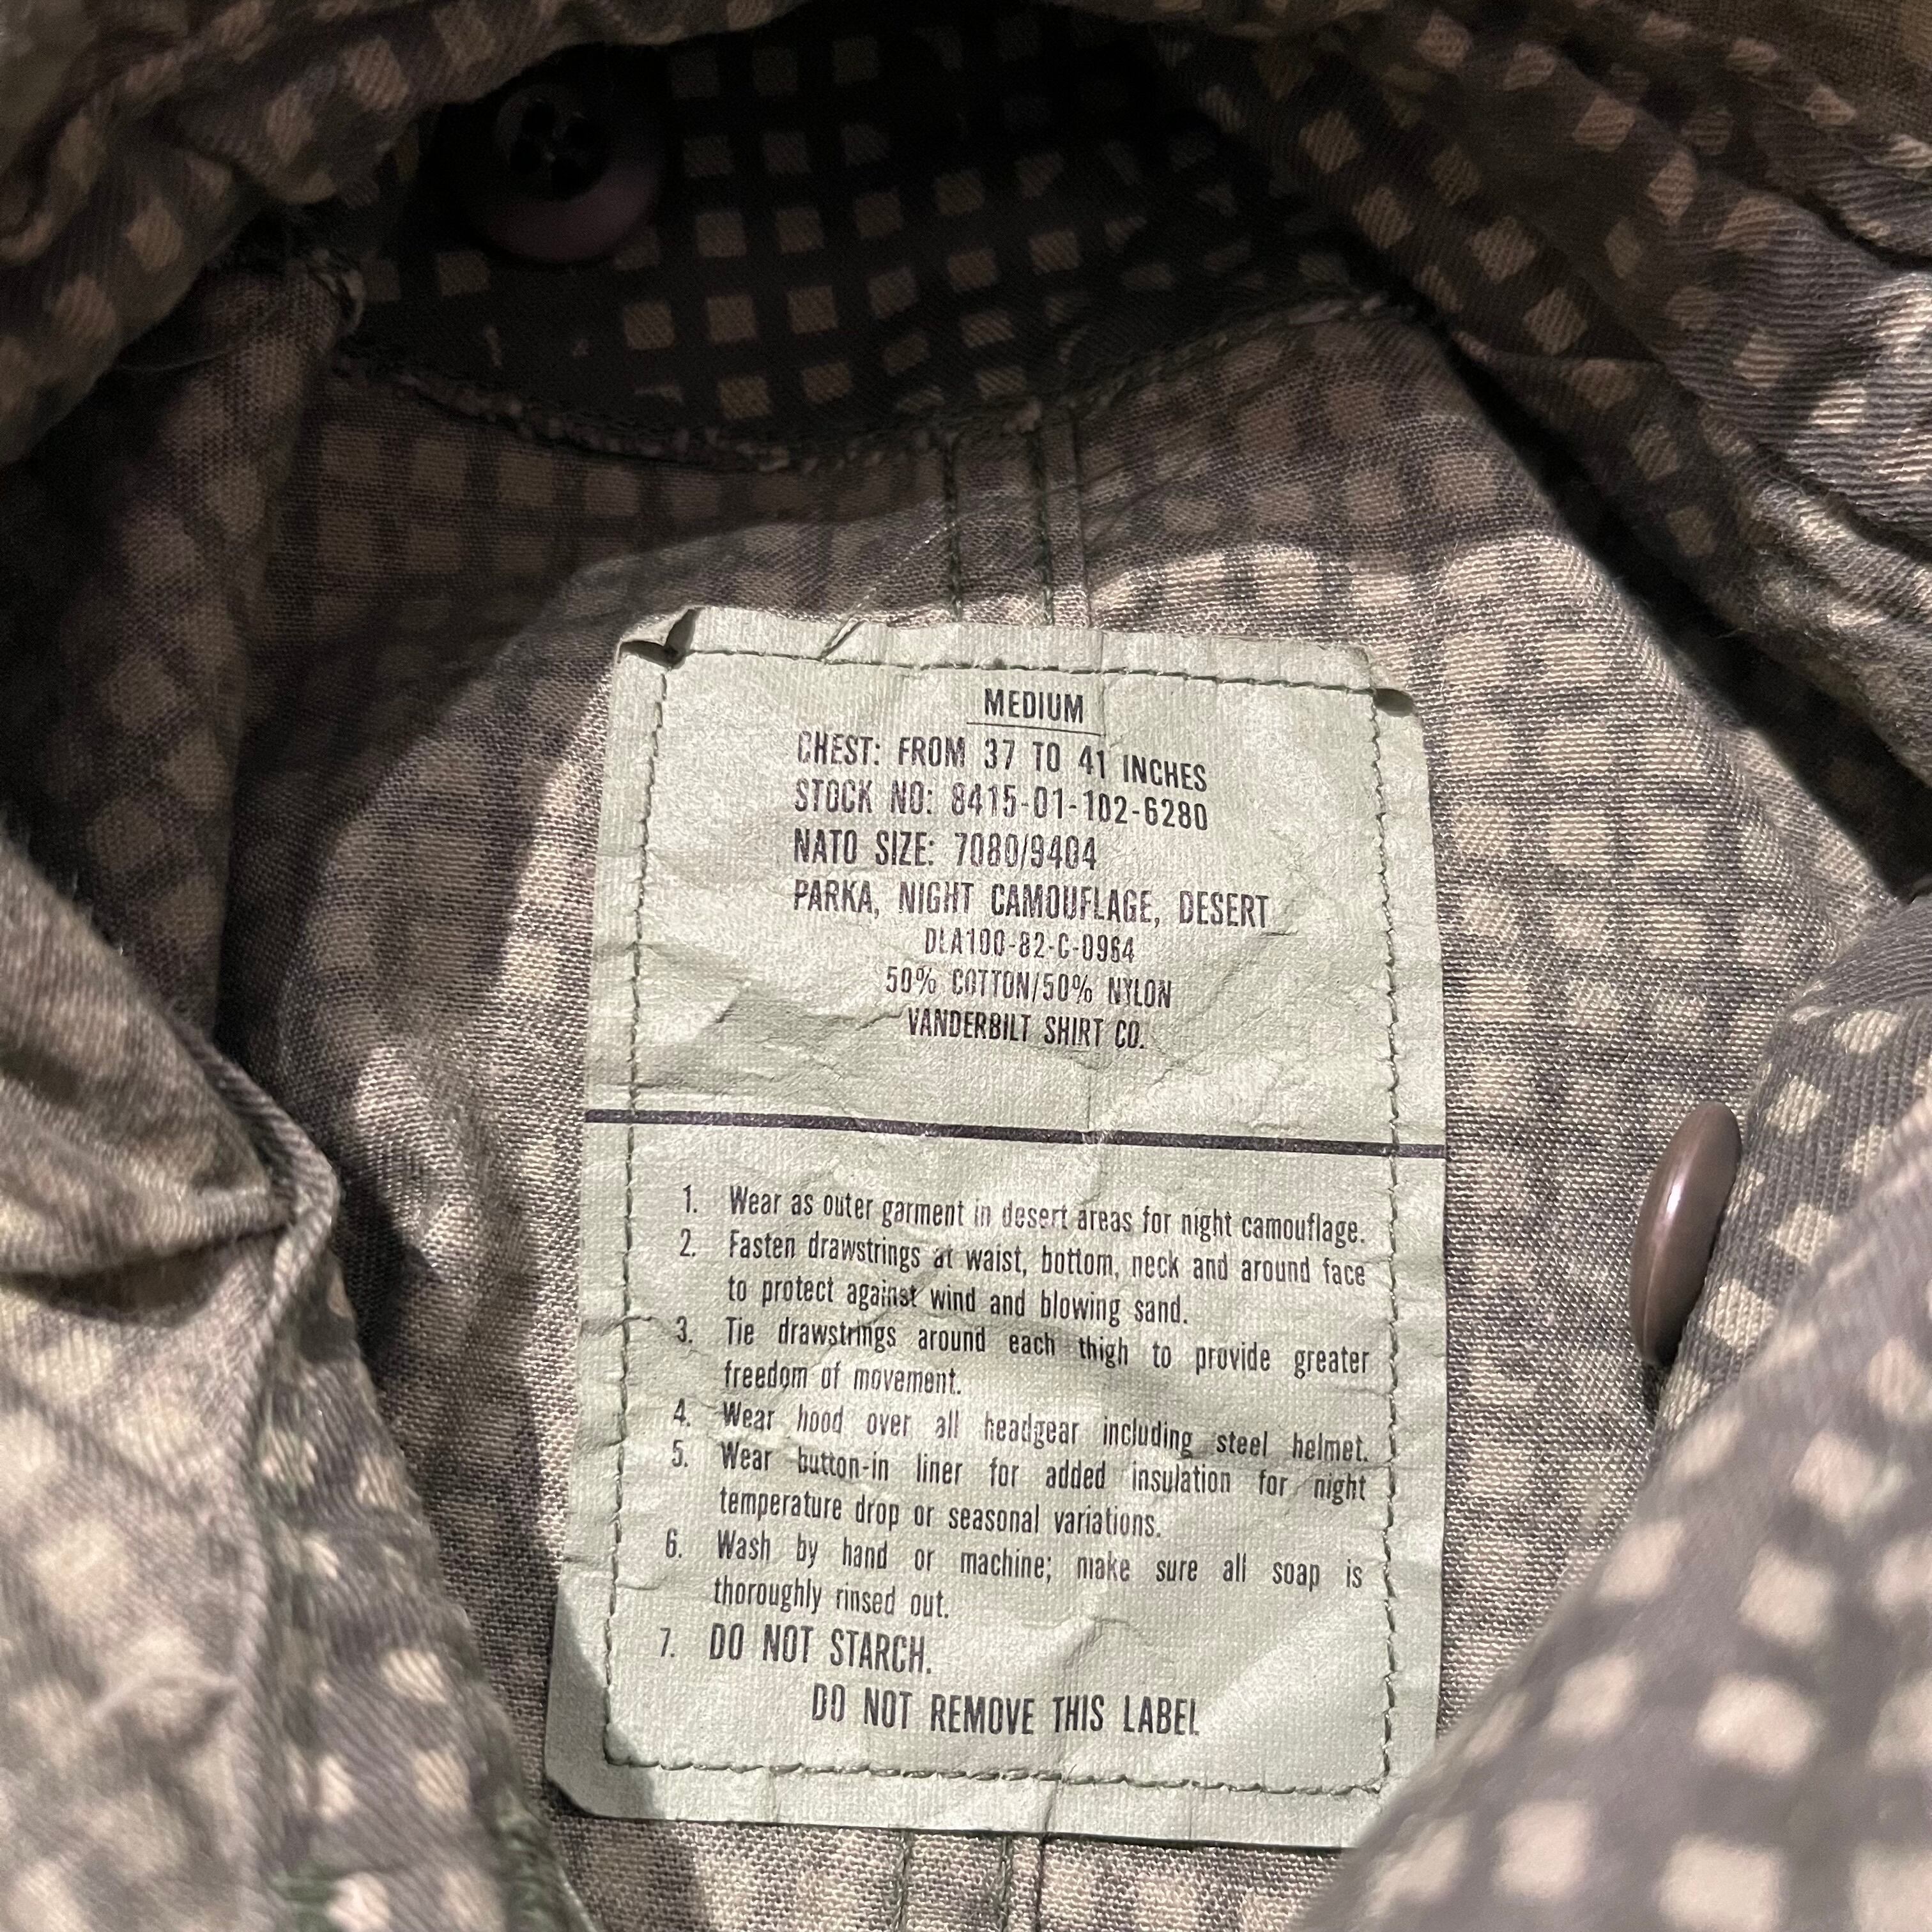 MEDIUM
CHEST: FROM 37 TO 41 INCHES
STOCK NO: 8415-01-102-6280
NATO SIZE: 7080/9404
PARKA, NIGHT CAMOUFLAGE, DESERT
DLA100-82-C-0964
50% COTTON/50% NYLON
VANDERBILT SHIRT CO.
1. Wear as outer garment in desert areas for night camouflage.
2. Fasten drawstrings at waist, bottom, neck and around face
to protect against wind and blowing sand.
3. Tie drawstrings around each thigh to provide greater
freedom of movement.
4. Wear hood over all headgear including steel helmet.
5. Wear button-in liner for added insulation for night
temperature drop or seasonal variations.
6. Wash by hand or machine; make sure all soap is
thoroughly rinsed out.
7. DO NOT STARCH.
DO NOT REMOVE THIS LABEL